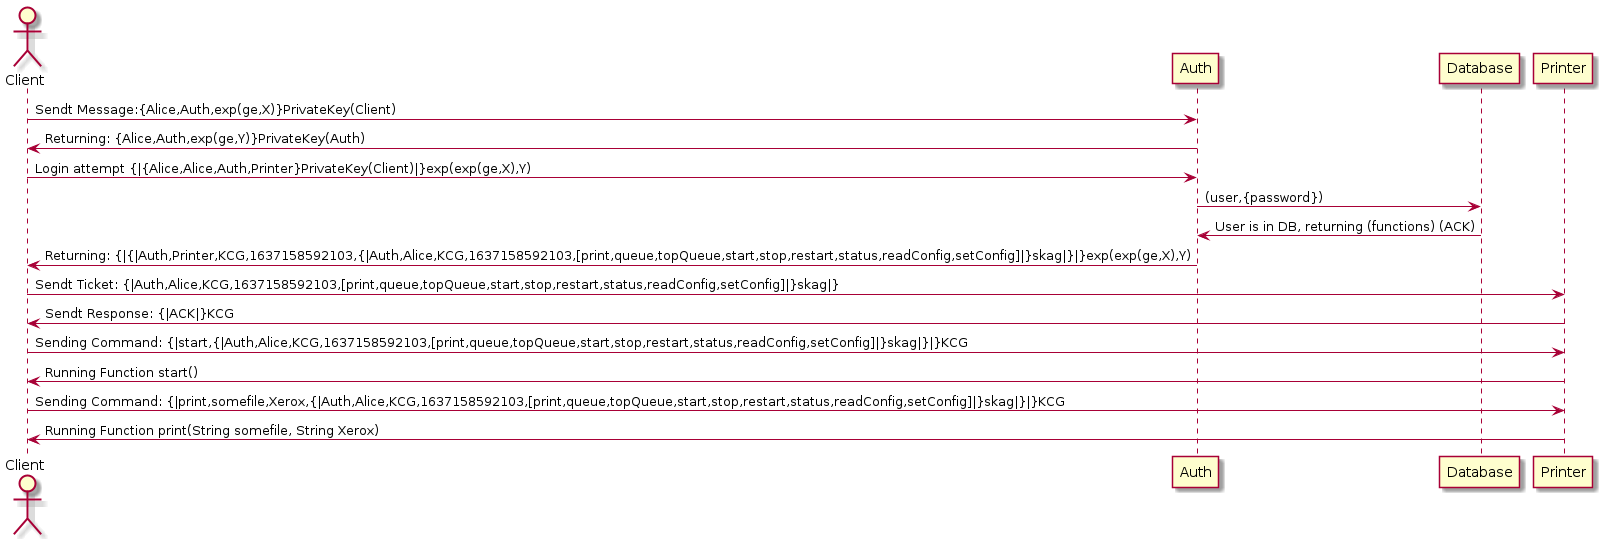 Client
Auth
Database
Printer
Sendt Message:{Alice,Auth,exp(ge,X)}PrivateKey(Client)
Returning: {Alice,Auth,exp(ge,Y)}PrivateKey(Auth)
Login attempt {|{Alice,Alice,Auth,Printer}PrivateKey(Client)|}exp(exp(ge,X),Y)
(user,{password})
User is in DB, returning (functions) (ACK)
Returning: {|{|Auth,Printer,KCG,1637158592103,{|Auth,Alice,KCG,1637158592103,[print,queue,topQueue,start,stop,restart,status,readConfig,setConfig]|}skag|}|}exp(exp(ge,X),Y)
Sendt Ticket: {|Auth,Alice,KCG,1637158592103,[print,queue,topQueue,start,stop,restart,status,readConfig,setConfig]|}skag|}
Sendt Response: {|ACK|}KCG
Sending Command: {|start,{|Auth,Alice,KCG,1637158592103,[print,queue,topQueue,start,stop,restart,status,readConfig,setConfig]|}skag|}|}KCG
Running Function start()
Sending Command: {|print,somefile,Xerox,{|Auth,Alice,KCG,1637158592103,[print,queue,topQueue,start,stop,restart,status,readConfig,setConfig]|}skag|}|}KCG
Running Function print(String somefile, String Xerox)
Client
Auth
Database
Printer